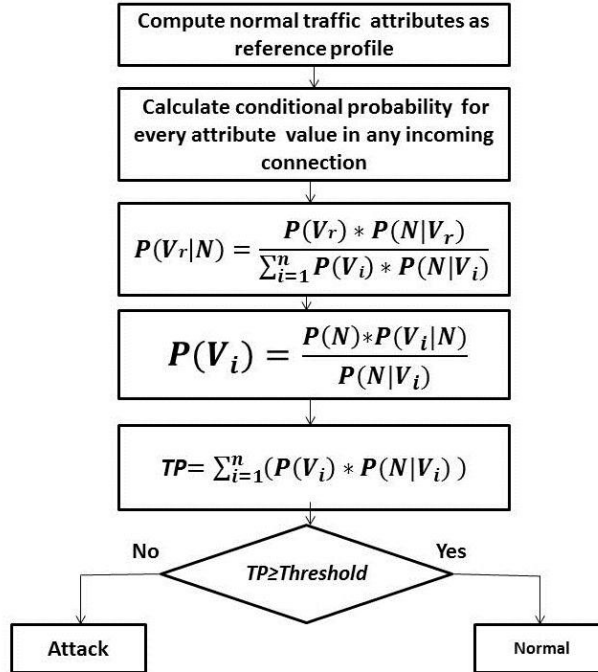 Compute normal traffic attributes as
reference profile
Calculate conditional probability for
every attribute value in any incoming
connection
P(Vr|N) = P(Vr) ∗ P(N|Vr) / ∑ⁿᵢ₌₁ P(Vi) ∗ P(N|Vi)
P(Vi) = P(N)∗P(Vi|N) / P(N|Vi)
TP= ∑ⁿᵢ₌₁(P(Vi) ∗ P(N|Vi) )
No
Yes
TP≥Threshold
Attack
Normal